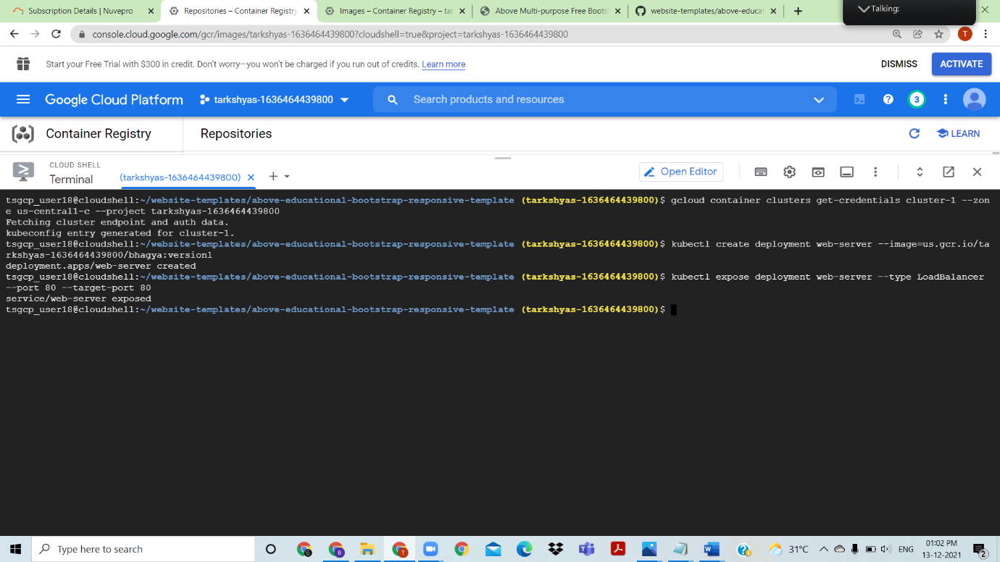 Subscription Details | Nuvepro
Repositories – Container Registry
Images – Container Registry – tar
Above Multi-purpose Free Boots
website-templates/above-educat
Talking:
console.cloud.google.com/gcr/images/tarkshyas-1636464439800?cloudshell=true&project=tarkshyas-1636464439800
T
Start your Free Trial with $300 in credit. Don’t worry—you won’t be charged if you run out of credits. Learn more
DISMISS
ACTIVATE
Google Cloud Platform
tarkshyas-1636464439800
Search products and resources
3
Container Registry
Repositories
LEARN
CLOUD SHELL
Terminal
(tarkshyas-1636464439800)
Open Editor
tsgcp_user18@cloudshell:~/website-templates/above-educational-bootstrap-responsive-template (tarkshyas-1636464439800)$ gcloud container clusters get-credentials cluster-1 --zon
e us-central1-c --project tarkshyas-1636464439800
Fetching cluster endpoint and auth data.
kubeconfig entry generated for cluster-1.
tsgcp_user18@cloudshell:~/website-templates/above-educational-bootstrap-responsive-template (tarkshyas-1636464439800)$ kubectl create deployment web-server --image=us.gcr.io/ta
rkshyas-1636464439800/bhagya:version1
deployment.apps/web-server created
tsgcp_user18@cloudshell:~/website-templates/above-educational-bootstrap-responsive-template (tarkshyas-1636464439800)$ kubectl expose deployment web-server --type LoadBalancer
--port 80 --target-port 80
service/web-server exposed
tsgcp_user18@cloudshell:~/website-templates/above-educational-bootstrap-responsive-template (tarkshyas-1636464439800)$
Type here to search
31°C
ENG
01:02 PM
13-12-2021
2